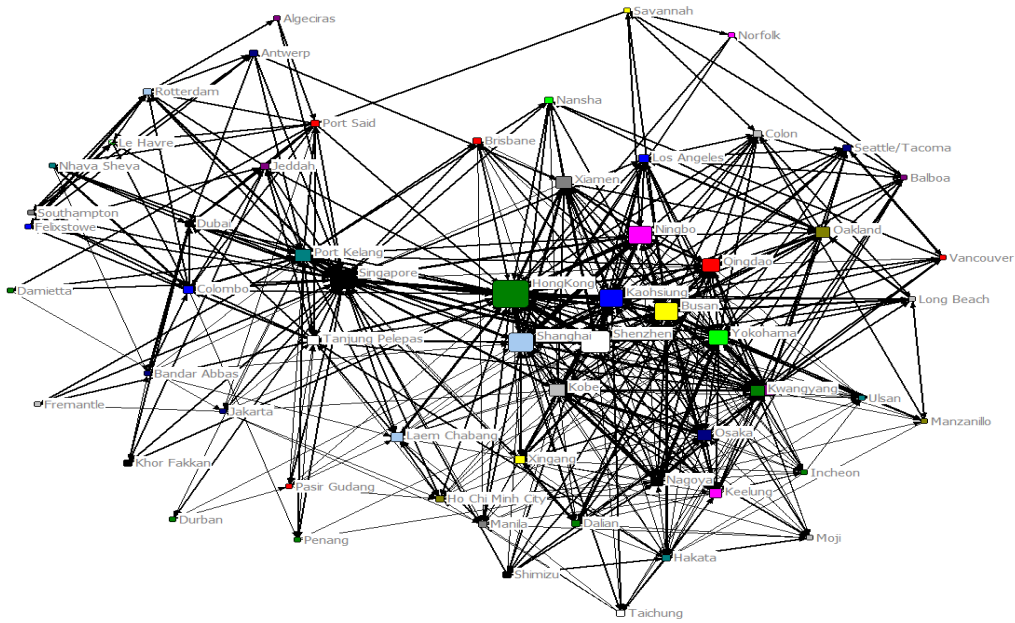 Savannah
Algeciras
Norfolk
Antwerp
Rotterdam
Nansha
Port Said
Colon
Brisbane
Le Havre
Seattle/Tacoma
Los Angeles
Nhava Sheva
Jeddah
Xiamen
Balboa
Southampton
Dubai
Felixstowe
Ningbo
Oakland
Port Kelang
Vancouver
Qingdao
Singapore
HongKong
Damietta
Colombo
Kaohsiung
Long Beach
Busan
Tanjung Pelepas
Shanghai
Shenzhen
Yokohama
Bandar Abbas
Kobe
Kwangyang
Ulsan
Fremantle
Jakarta
Manzanillo
Laem Chabang
Osaka
Khor Fakkan
Xingang
Incheon
Nagoya
Pasir Gudang
Ho Chi Minh City
Keelung
Durban
Manila
Dalian
Penang
Moji
Hakata
Shimizu
Taichung